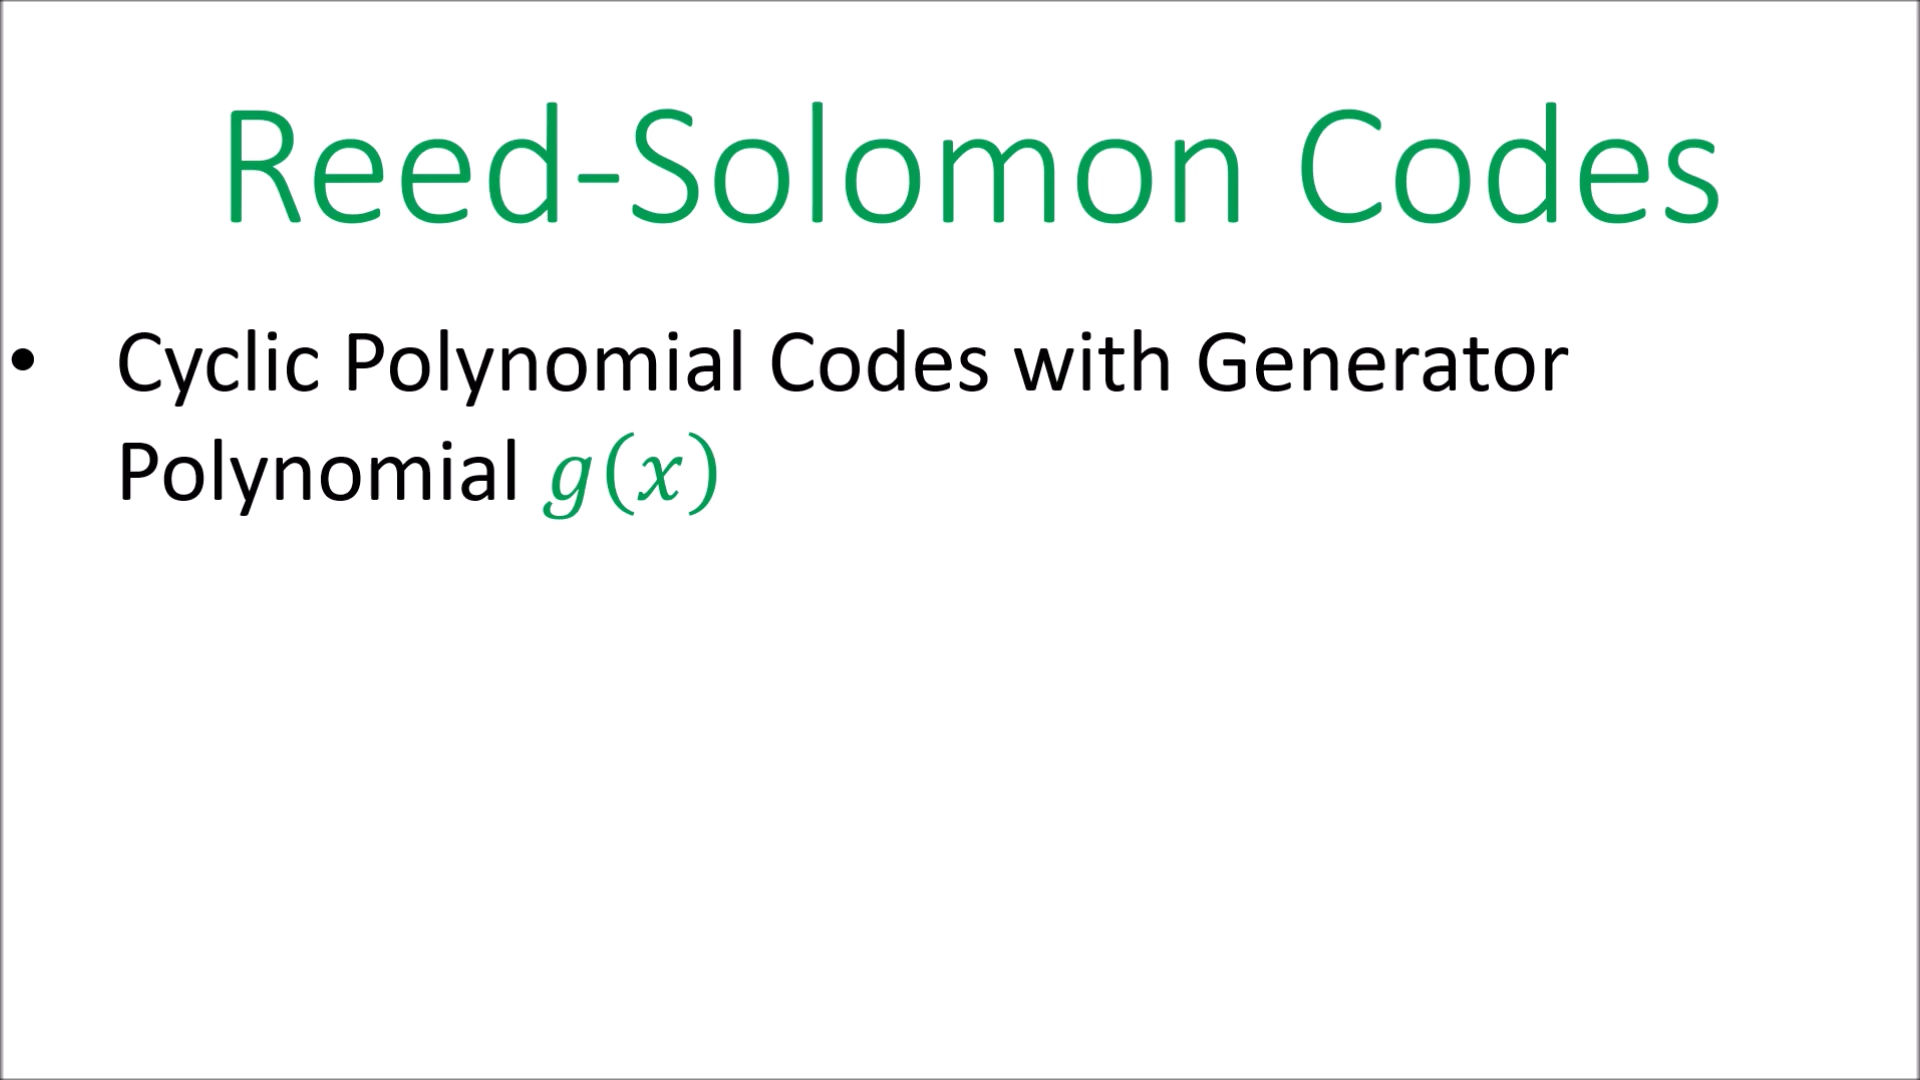 Reed-Solomon Codes
• Cyclic Polynomial Codes with Generator
Polynomial g(x)